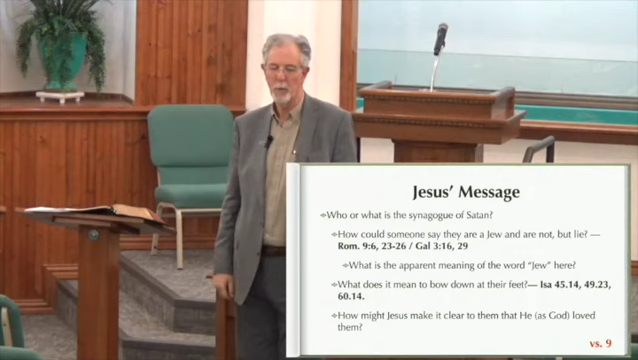 Jesus' Message
Who or what is the synagogue of Satan?
How could someone say they are a Jew and are not, but lie? —
Rom. 9:6, 23-26 / Gal 3:16, 29
What is the apparent meaning of the word "Jew" here?
What does it mean to bow down at their feet?— Isa 45.14, 49.23,
60.14.
How might Jesus make it clear to them that He (as God) loved
them?
vs. 9